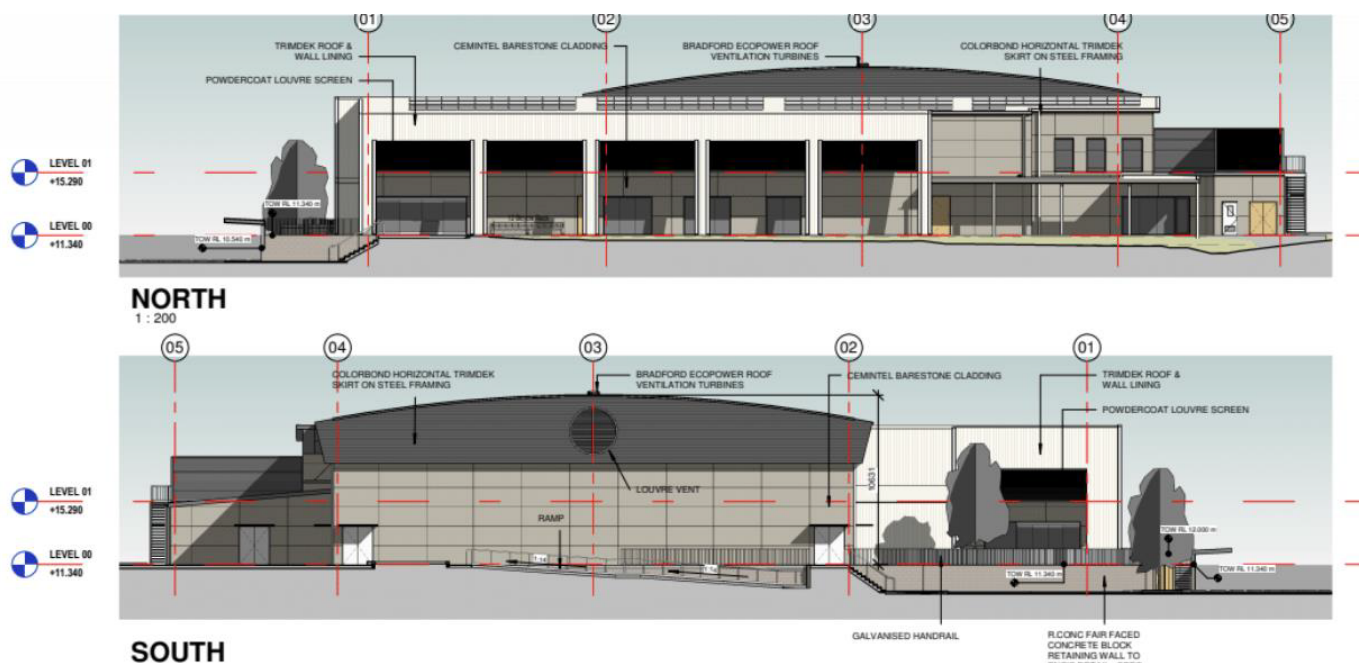 01
02
03
04
05
TRIMDEK ROOF &
WALL LINING
CEMINTEL BARESTONE CLADDING
BRADFORD ECOPOWER ROOF
VENTILATION TURBINES
COLORBOND HORIZONTAL TRIMDEK
SKIRT ON STEEL FRAMING
POWDERCOAT LOUVRE SCREEN
LEVEL 01
+15.290
TOW RL 11.340 m
LEVEL 00
+11.340
TOW RL 10.540 m
NORTH
1 : 200
05
04
03
02
01
COLORBOND HORIZONTAL TRIMDEK
SKIRT ON STEEL FRAMING
BRADFORD ECOPOWER ROOF
VENTILATION TURBINES
CEMINTEL BARESTONE CLADDING
TRIMDEK ROOF &
WALL LINING
POWDERCOAT LOUVRE SCREEN
10631
LOUVRE VENT
LEVEL 01
+15.290
RAMP
TOW RL 12.000 m
LEVEL 00
+11.340
1:14
1:14
TOW RL 11.340 m
TOW RL 11.340 m
GALVANISED HANDRAIL
R.CONC FAIR FACED
CONCRETE BLOCK
RETAINING WALL TO
SOUTH